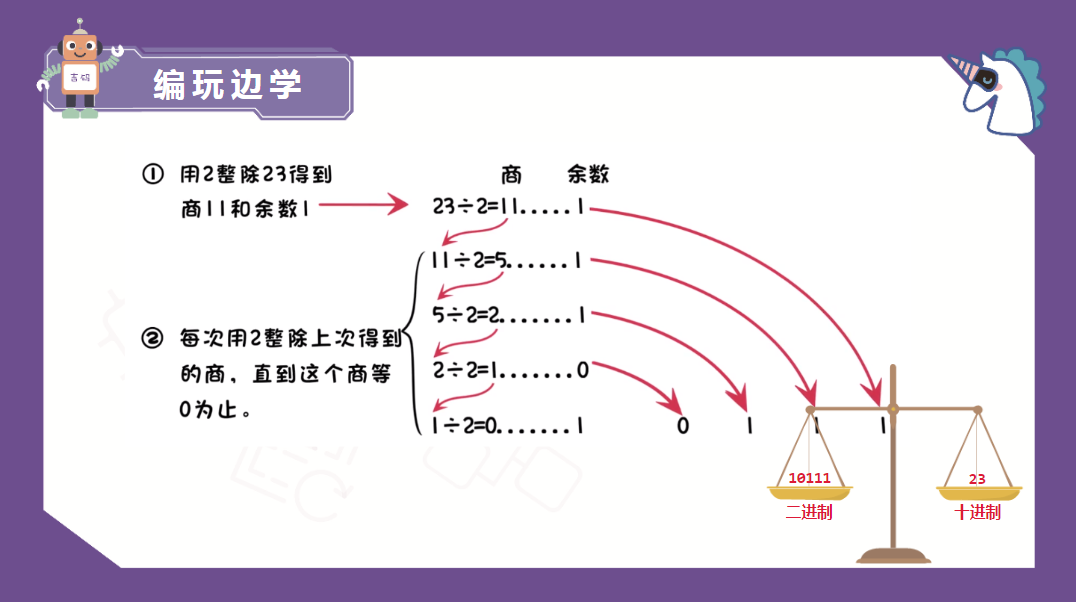 吉妈
编玩边学
① 用2整除23得到
商11和余数1
商 余数
23÷2=11.....1
11÷2=5......1
5÷2=2.......1
2÷2=1.......0
1÷2=0.......1
② 每次用2整除上次得到
的商，直到这个商等
0为止。
0 1 1 1
10111
二进制
23
十进制